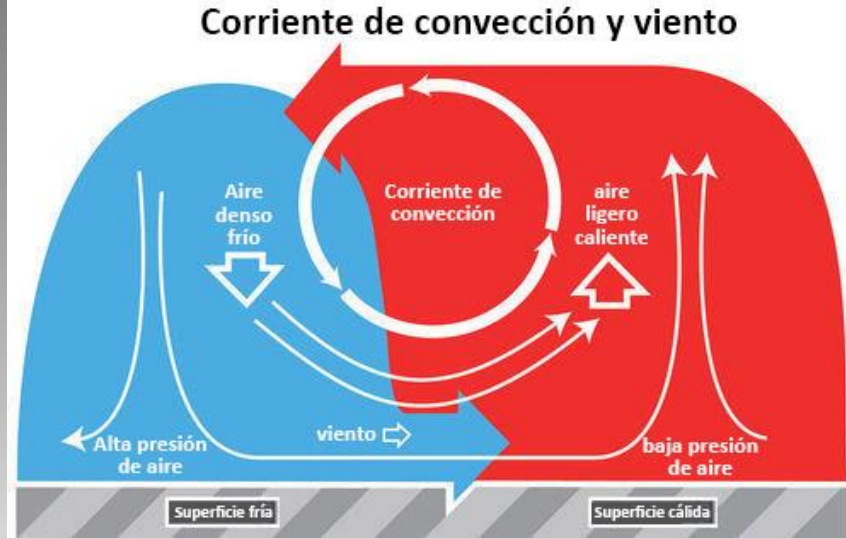 Corriente de convección y viento
Aire
denso
frío
Corriente de
convección
aire
ligero
caliente
viento
Alta presión
de aire
baja presión
de aire
Superficie fría
Superficie cálida